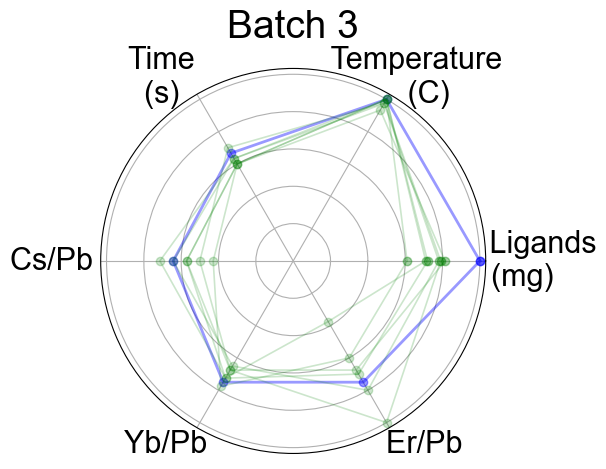 Batch 3
Time
(s)
Temperature
(C)
Cs/Pb
Ligands
(mg)
Yb/Pb
Er/Pb